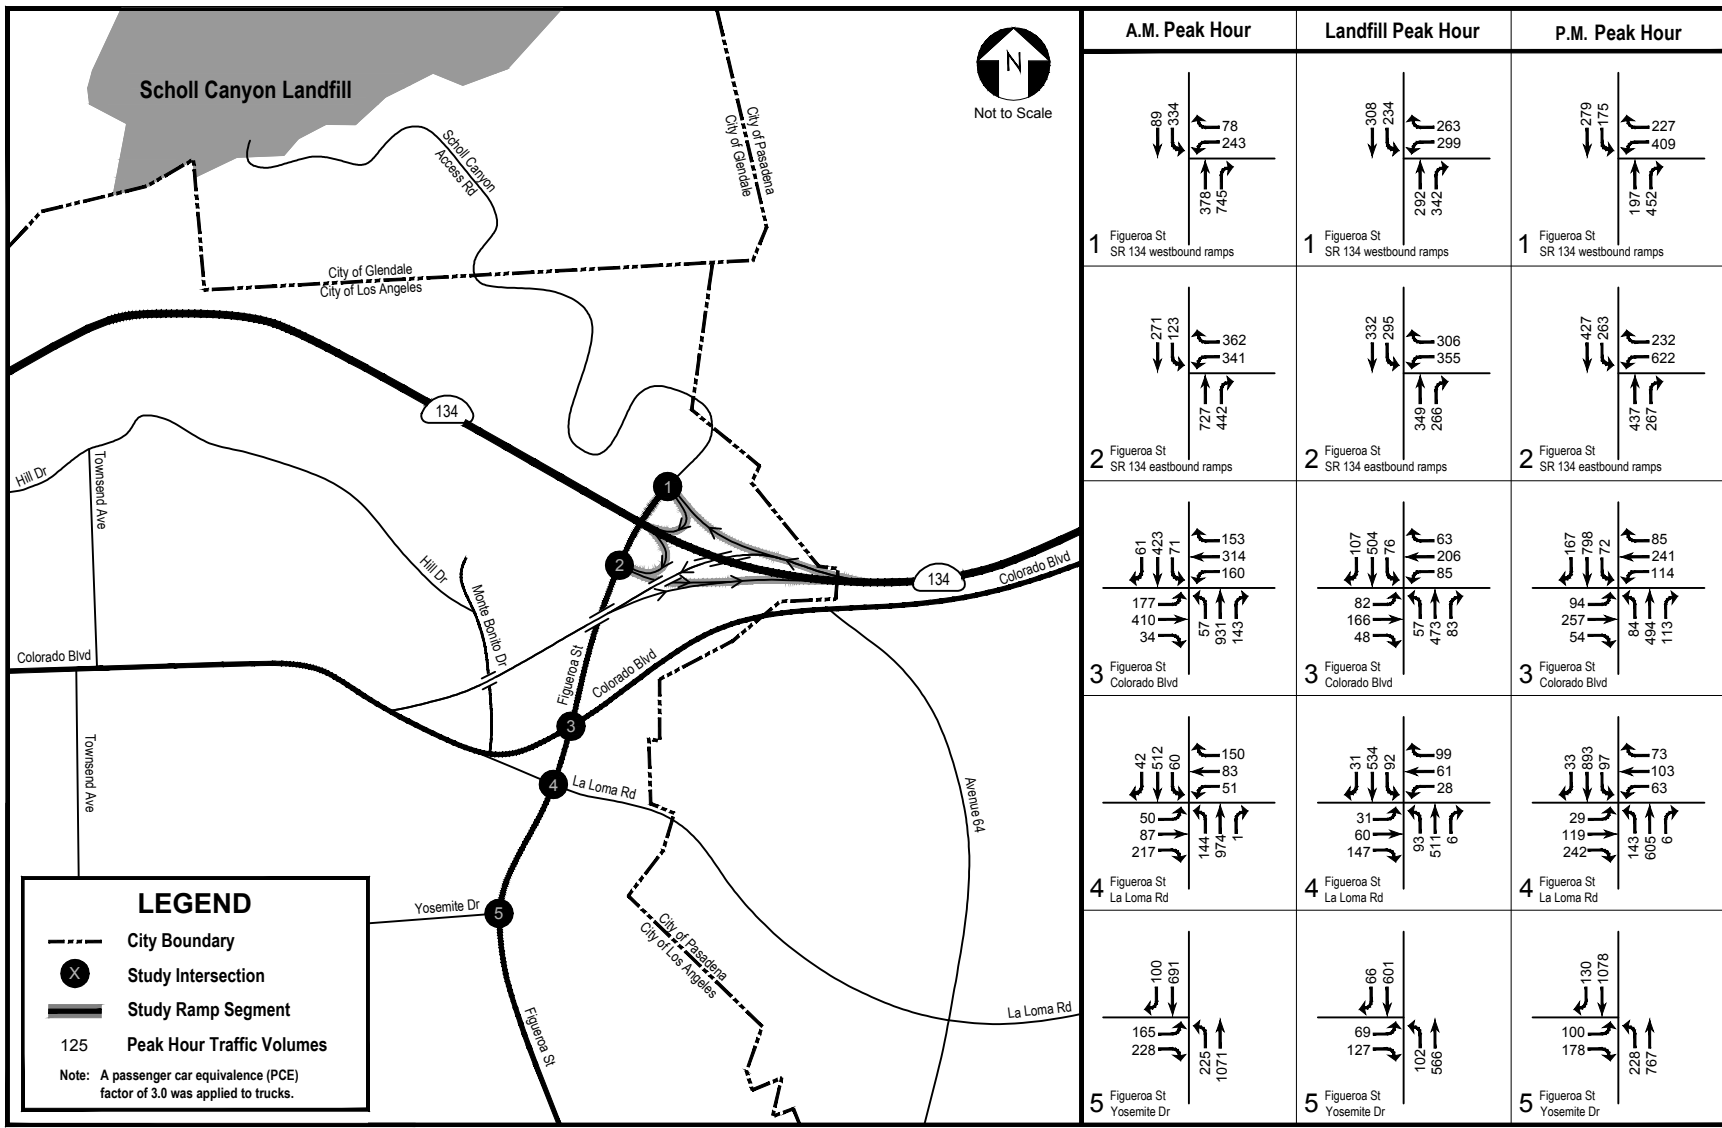 Scholl Canyon Landfill
N
Not to Scale
City of Pasadena
City of Glendale
Scholl Canyon
Access Rd
City of Glendale
City of Los Angeles
134
Hill Dr
Townsend Ave
1
2
134
Colorado Blvd
Hill Dr
Monte Bonito Dr
Colorado Blvd
Figueroa St
Colorado Blvd
3
Townsend Ave
4
La Loma Rd
Avenue 64
Yosemite Dr
5
City of Pasadena
City of Los Angeles
La Loma Rd
Figueroa St
LEGEND
City Boundary
X Study Intersection
Study Ramp Segment
125 Peak Hour Traffic Volumes
Note: A passenger car equivalence (PCE)
factor of 3.0 was applied to trucks.
A.M. Peak Hour
Landfill Peak Hour
P.M. Peak Hour
89 334
78
243
378 745
1 Figueroa St
SR 134 westbound ramps
308 234
263
299
292 342
1 Figueroa St
SR 134 westbound ramps
279 175
227
409
197 452
1 Figueroa St
SR 134 westbound ramps
271 123
362
341
727 442
2 Figueroa St
SR 134 eastbound ramps
332 295
306
355
349 266
2 Figueroa St
SR 134 eastbound ramps
427 263
232
622
437 267
2 Figueroa St
SR 134 eastbound ramps
61 423 71
153
314
160
177
410
34
57 931 143
3 Figueroa St
Colorado Blvd
107 504 76
63
206
85
82
166
48
57 473 83
3 Figueroa St
Colorado Blvd
167 798 72
85
241
114
94
257
54
84 494 113
3 Figueroa St
Colorado Blvd
42 512 60
150
83
51
50
87
217
144 974 1
4 Figueroa St
La Loma Rd
31 534 92
99
61
28
31
60
147
93 511 6
4 Figueroa St
La Loma Rd
33 893 97
73
103
63
29
119
242
143 605 6
4 Figueroa St
La Loma Rd
100 691
165
228
225 1071
5 Figueroa St
Yosemite Dr
66 601
69
127
102 566
5 Figueroa St
Yosemite Dr
130 1078
100
178
228 767
5 Figueroa St
Yosemite Dr